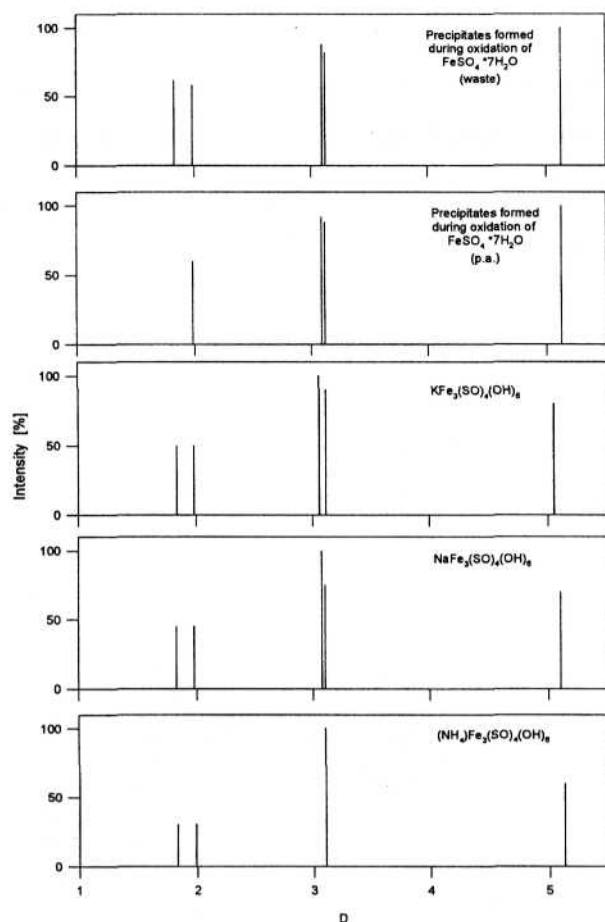 100
50
0
Precipitates formed
during oxidation of
FeSO₄ *7H₂O
(waste)
100
50
0
Precipitates formed
during oxidation of
FeSO₄ *7H₂O
(p.a.)
Intensity [%]
100
50
0
KFe₃(SO)₄(OH)₆
100
50
0
NaFe₃(SO)₄(OH)₆
100
50
0
(NH₄)Fe₃(SO)₄(OH)₆
1 2 3 4 5
D